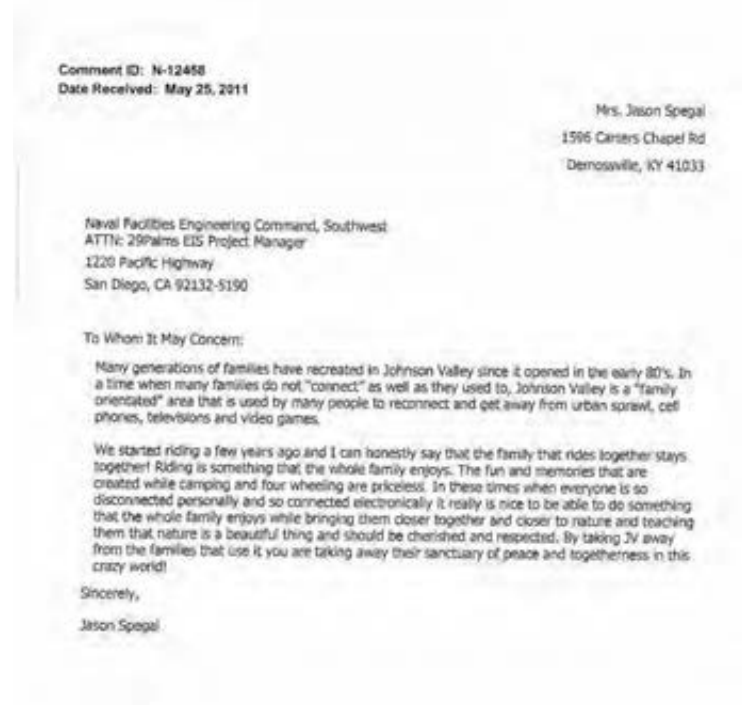 Comment ID: N-12458
Date Received: May 25, 2011
Mrs. Jason Spegal
1596 Carters Chapel Rd
Demossville, KY 41033
Naval Facilities Engineering Command, Southwest
ATTN: 29Palms EIS Project Manager
1220 Pacific Highway
San Diego, CA 92132-5190
To Whom It May Concern:
Many generations of families have recreated in Johnson Valley since it opened in the early 80's. In
a time when many families do not "connect" as well as they used to, Johnson Valley is a "family
orientated" area that is used by many people to reconnect and get away from urban sprawl, cell
phones, televisions and video games.
We started riding a few years ago and I can honestly say that the family that rides together stays
together! Riding is something that the whole family enjoys. The fun and memories that are
created while camping and four wheeling are priceless. In these times when everyone is so
disconnected personally and so connected electronically it really is nice to be able to do something
that the whole family enjoys while bringing them closer together and closer to nature and teaching
them that nature is a beautiful thing and should be cherished and respected. By taking JV away
from the families that use it you are taking away their sanctuary of peace and togetherness in this
crazy world!
Sincerely,
Jason Spegal